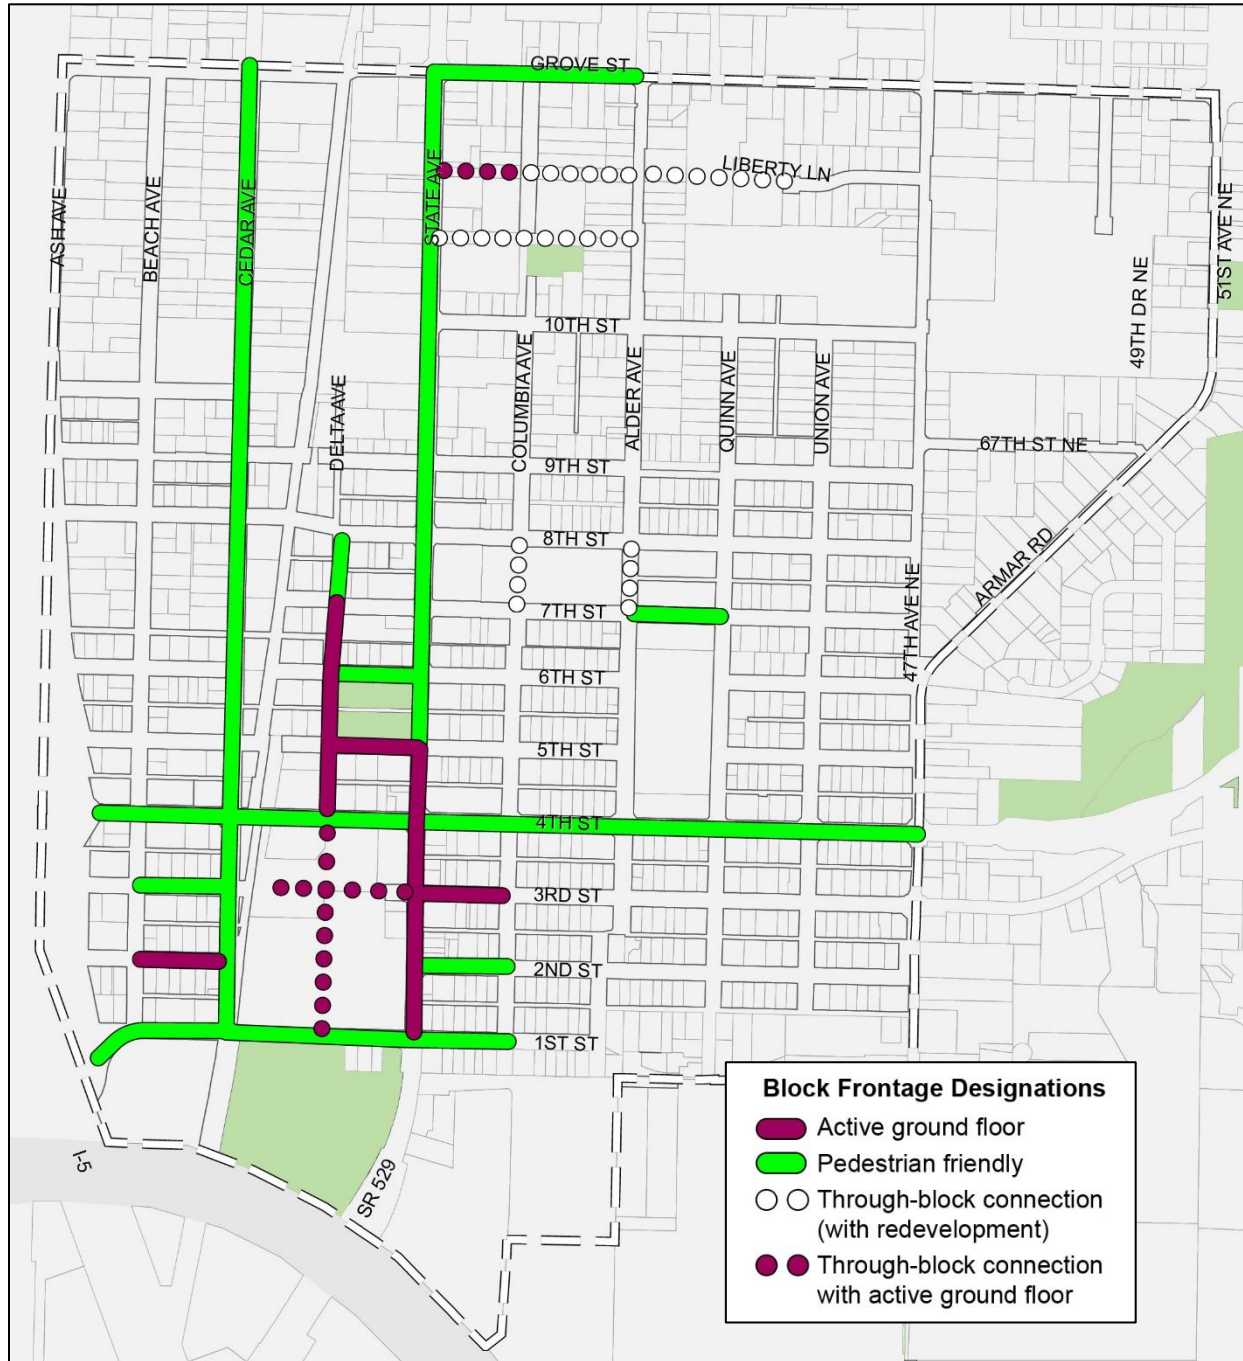 GROVE ST
LIBERTY LN
STATE AVE
ASH AVE
BEACH AVE
CEDAR AVE
51ST AVE NE
49TH DR NE
10TH ST
DELTA AVE
COLUMBIA AVE
ALDER AVE
QUINN AVE
UNION AVE
67TH ST NE
9TH ST
8TH ST
ARMAR RD
7TH ST
47TH AVE NE
6TH ST
5TH ST
4TH ST
3RD ST
2ND ST
1ST ST
I-5
SR 529
Block Frontage Designations
Active ground floor
Pedestrian friendly
Through-block connection
(with redevelopment)
Through-block connection
with active ground floor